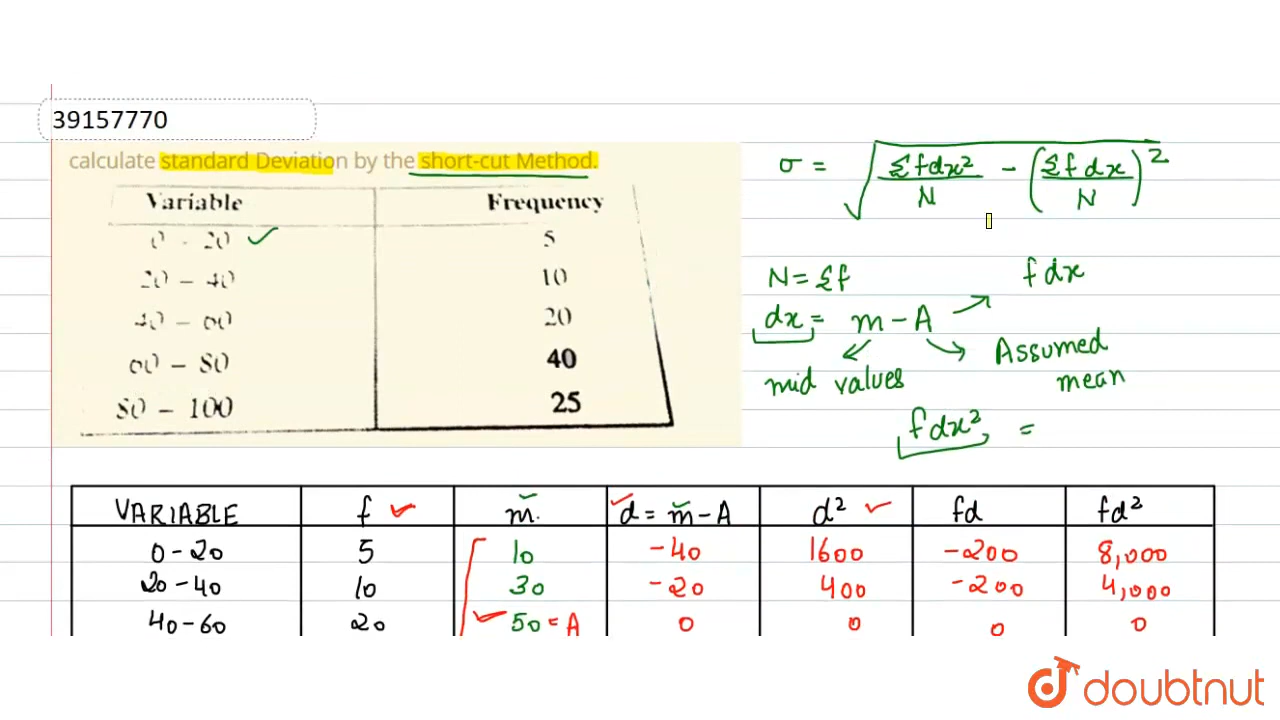 39157770
calculate standard Deviation by the short-cut Method.
Variable Frequency
0 - 20 5
20 - 40 10
40 - 60 20
60 - 80 40
80 - 100 25
σ = √ Σfdx²/N - (Σfdx/N)²
N = Σf fdx
dx = m - A
mid values Assumed mean
fdx² =
VARIABLE f m. d = m - A d² fd fd²
0 - 20 5 10 -40 1600 -200 8,000
20 - 40 10 30 -20 400 -200 4,000
40 - 60 20 50 = A 0 0 0 0
doubtnut